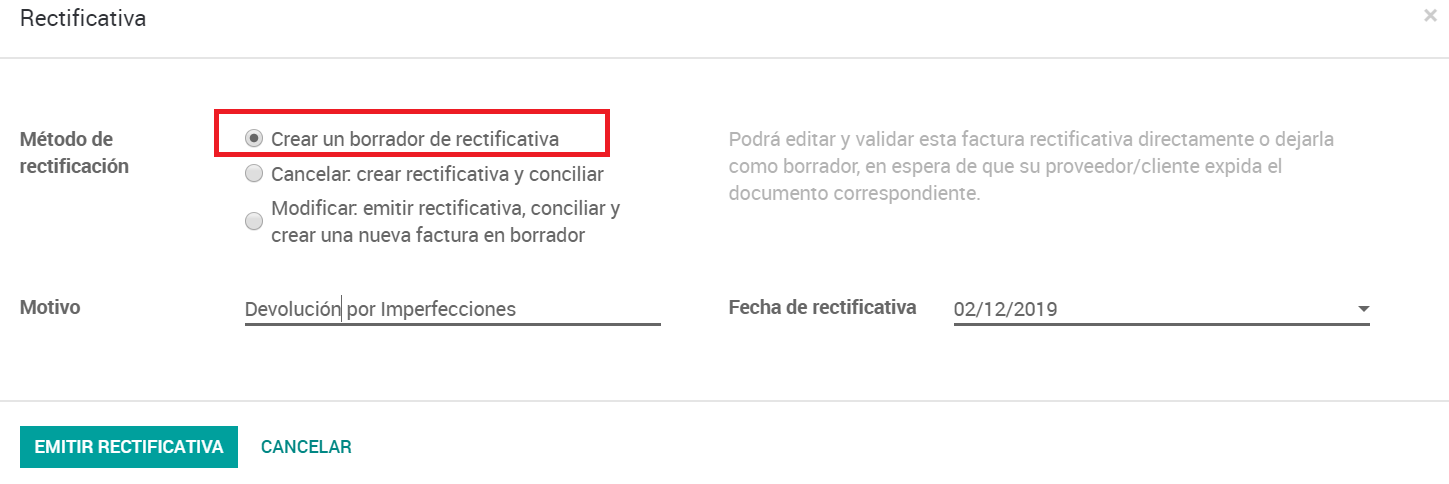 Rectificativa
×
Método de
rectificación
Crear un borrador de rectificativa
Cancelar: crear rectificativa y conciliar
Modificar: emitir rectificativa, conciliar y
crear una nueva factura en borrador
Podrá editar y validar esta factura rectificativa directamente o dejarla
como borrador, en espera de que su proveedor/cliente expida el
documento correspondiente.
Motivo
Devolución por Imperfecciones
Fecha de rectificativa
02/12/2019
EMITIR RECTIFICATIVA
CANCELAR